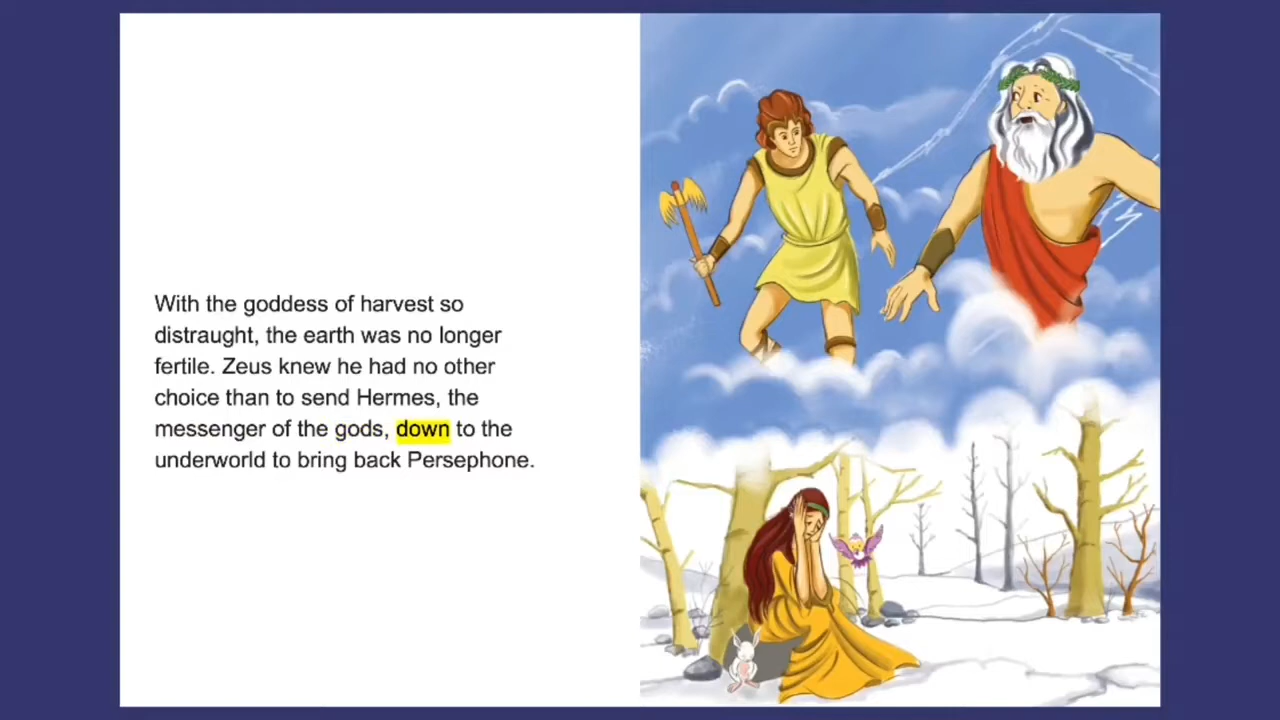 With the goddess of harvest so
distraught, the earth was no longer
fertile. Zeus knew he had no other
choice than to send Hermes, the
messenger of the gods, down to the
underworld to bring back Persephone.